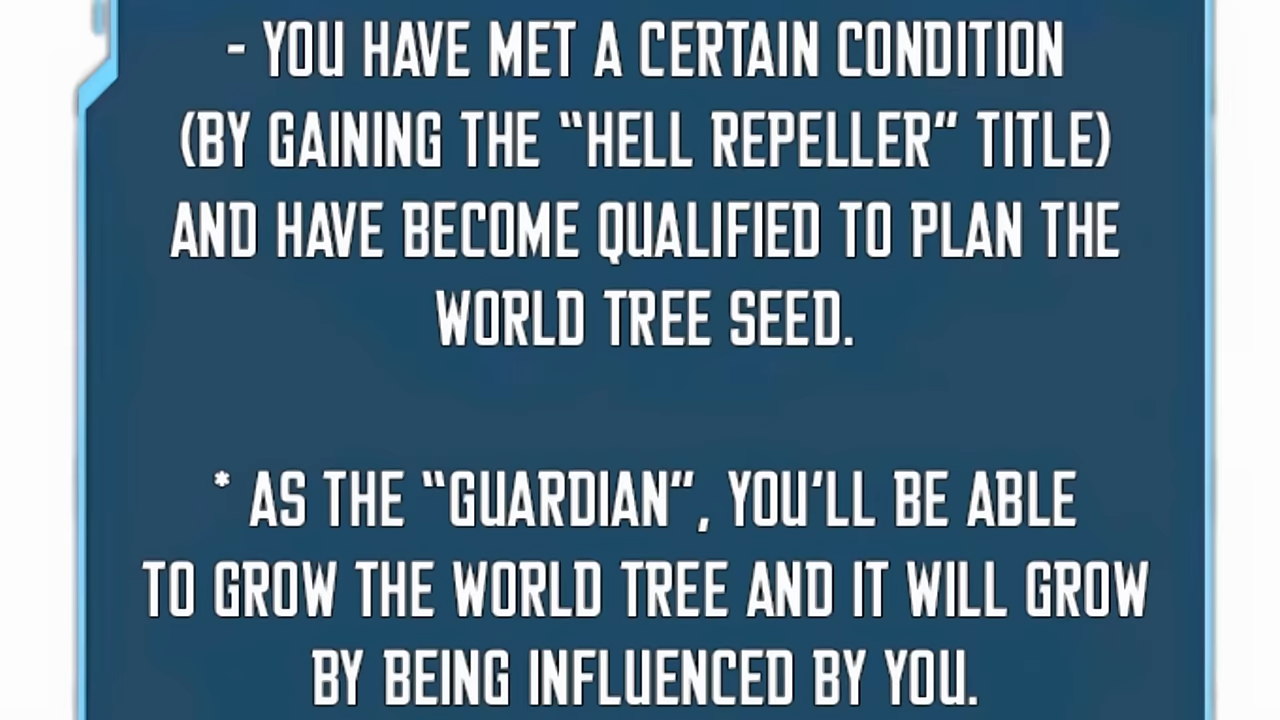 - YOU HAVE MET A CERTAIN CONDITION
(BY GAINING THE “HELL REPELLER” TITLE)
AND HAVE BECOME QUALIFIED TO PLAN THE
WORLD TREE SEED.
* AS THE “GUARDIAN”, YOU’LL BE ABLE
TO GROW THE WORLD TREE AND IT WILL GROW
BY BEING INFLUENCED BY YOU.